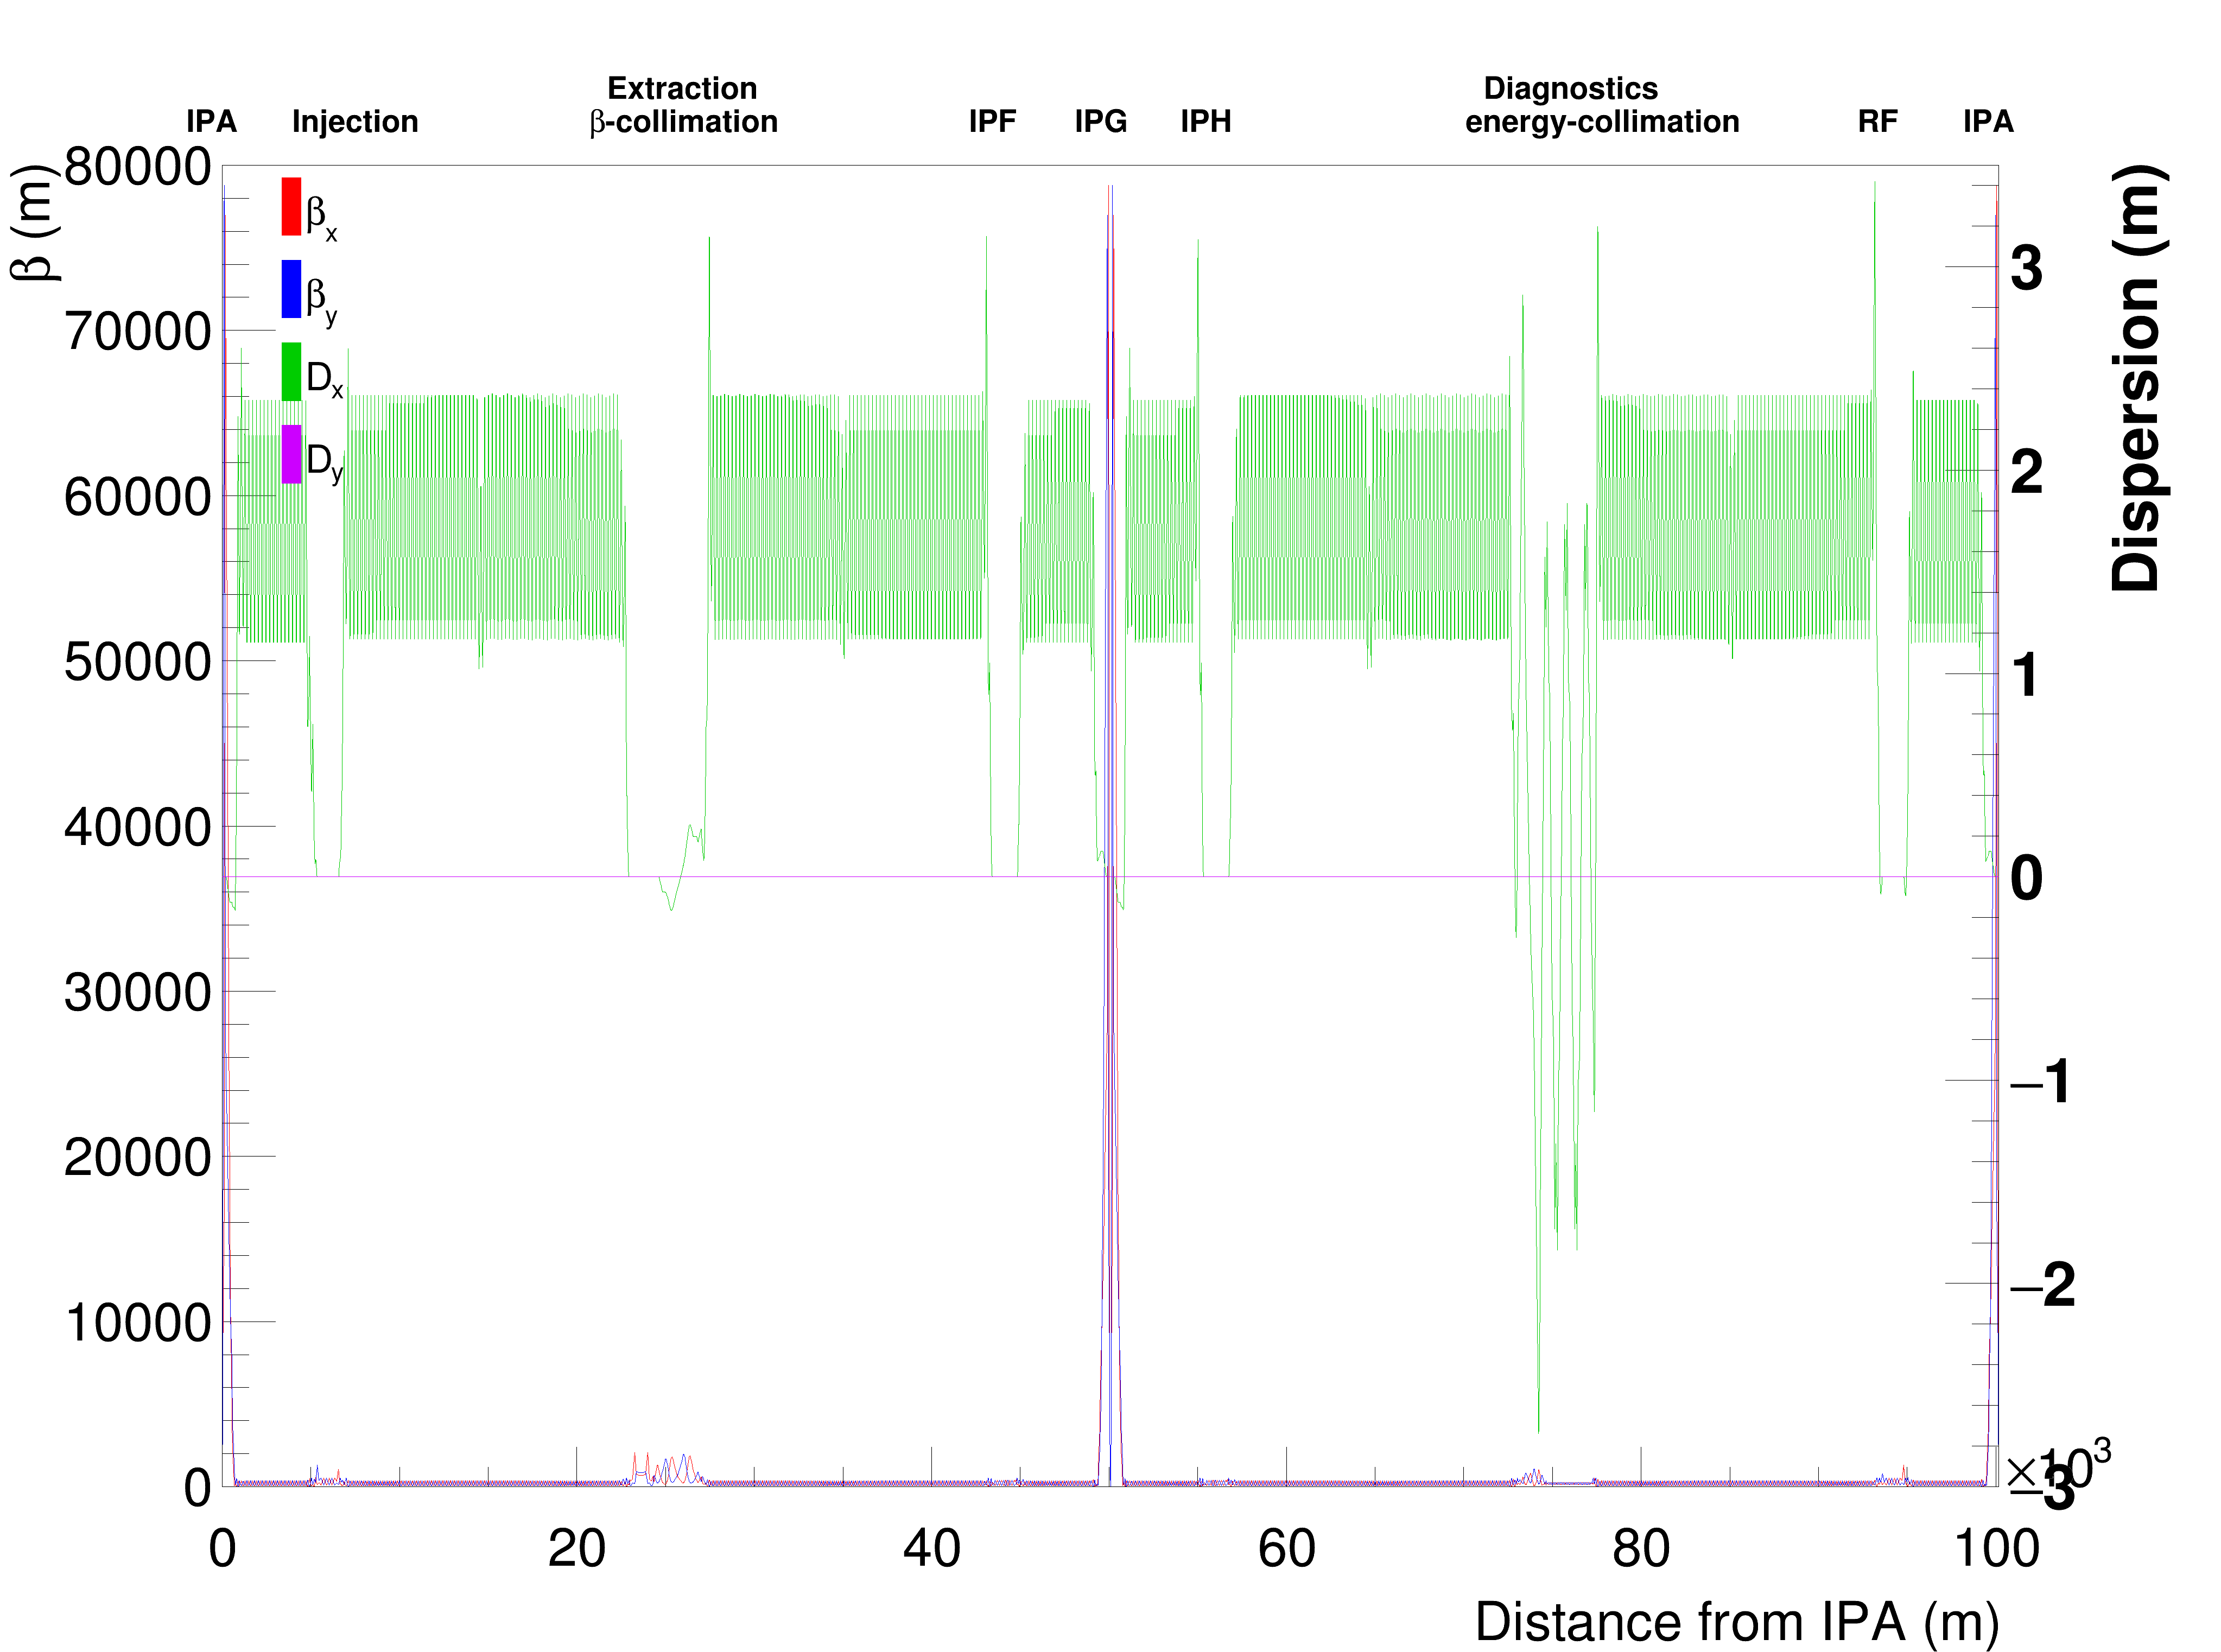 Extraction
Diagnostics
IPA
Injection
β-collimation
IPF
IPG
IPH
energy-collimation
RF
IPA
β (m)
80000
70000
60000
50000
40000
30000
20000
10000
0
βx
βy
Dx
Dy
Dispersion (m)
3
2
1
0
−1
−2
−3
×10³
0
20
40
60
80
100
Distance from IPA (m)